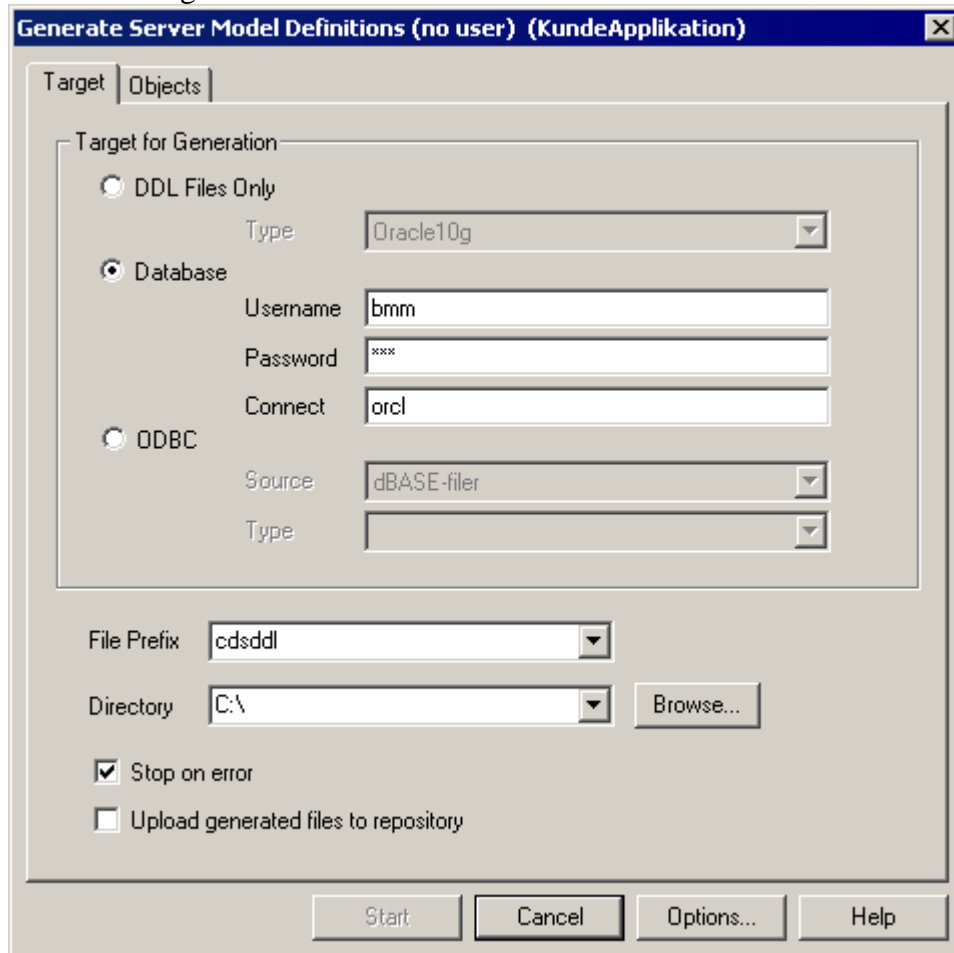 Generate Server Model Definitions (no user) (KundeApplikation)
Target Objects
Target for Generation
DDL Files Only
Type Oracle10g
Database
Username bmm
Password ***
Connect orcl
ODBC
Source dBASE-filer
Type
File Prefix cdsddl
Directory C:\ Browse...
Stop on error
Upload generated files to repository
Start Cancel Options... Help